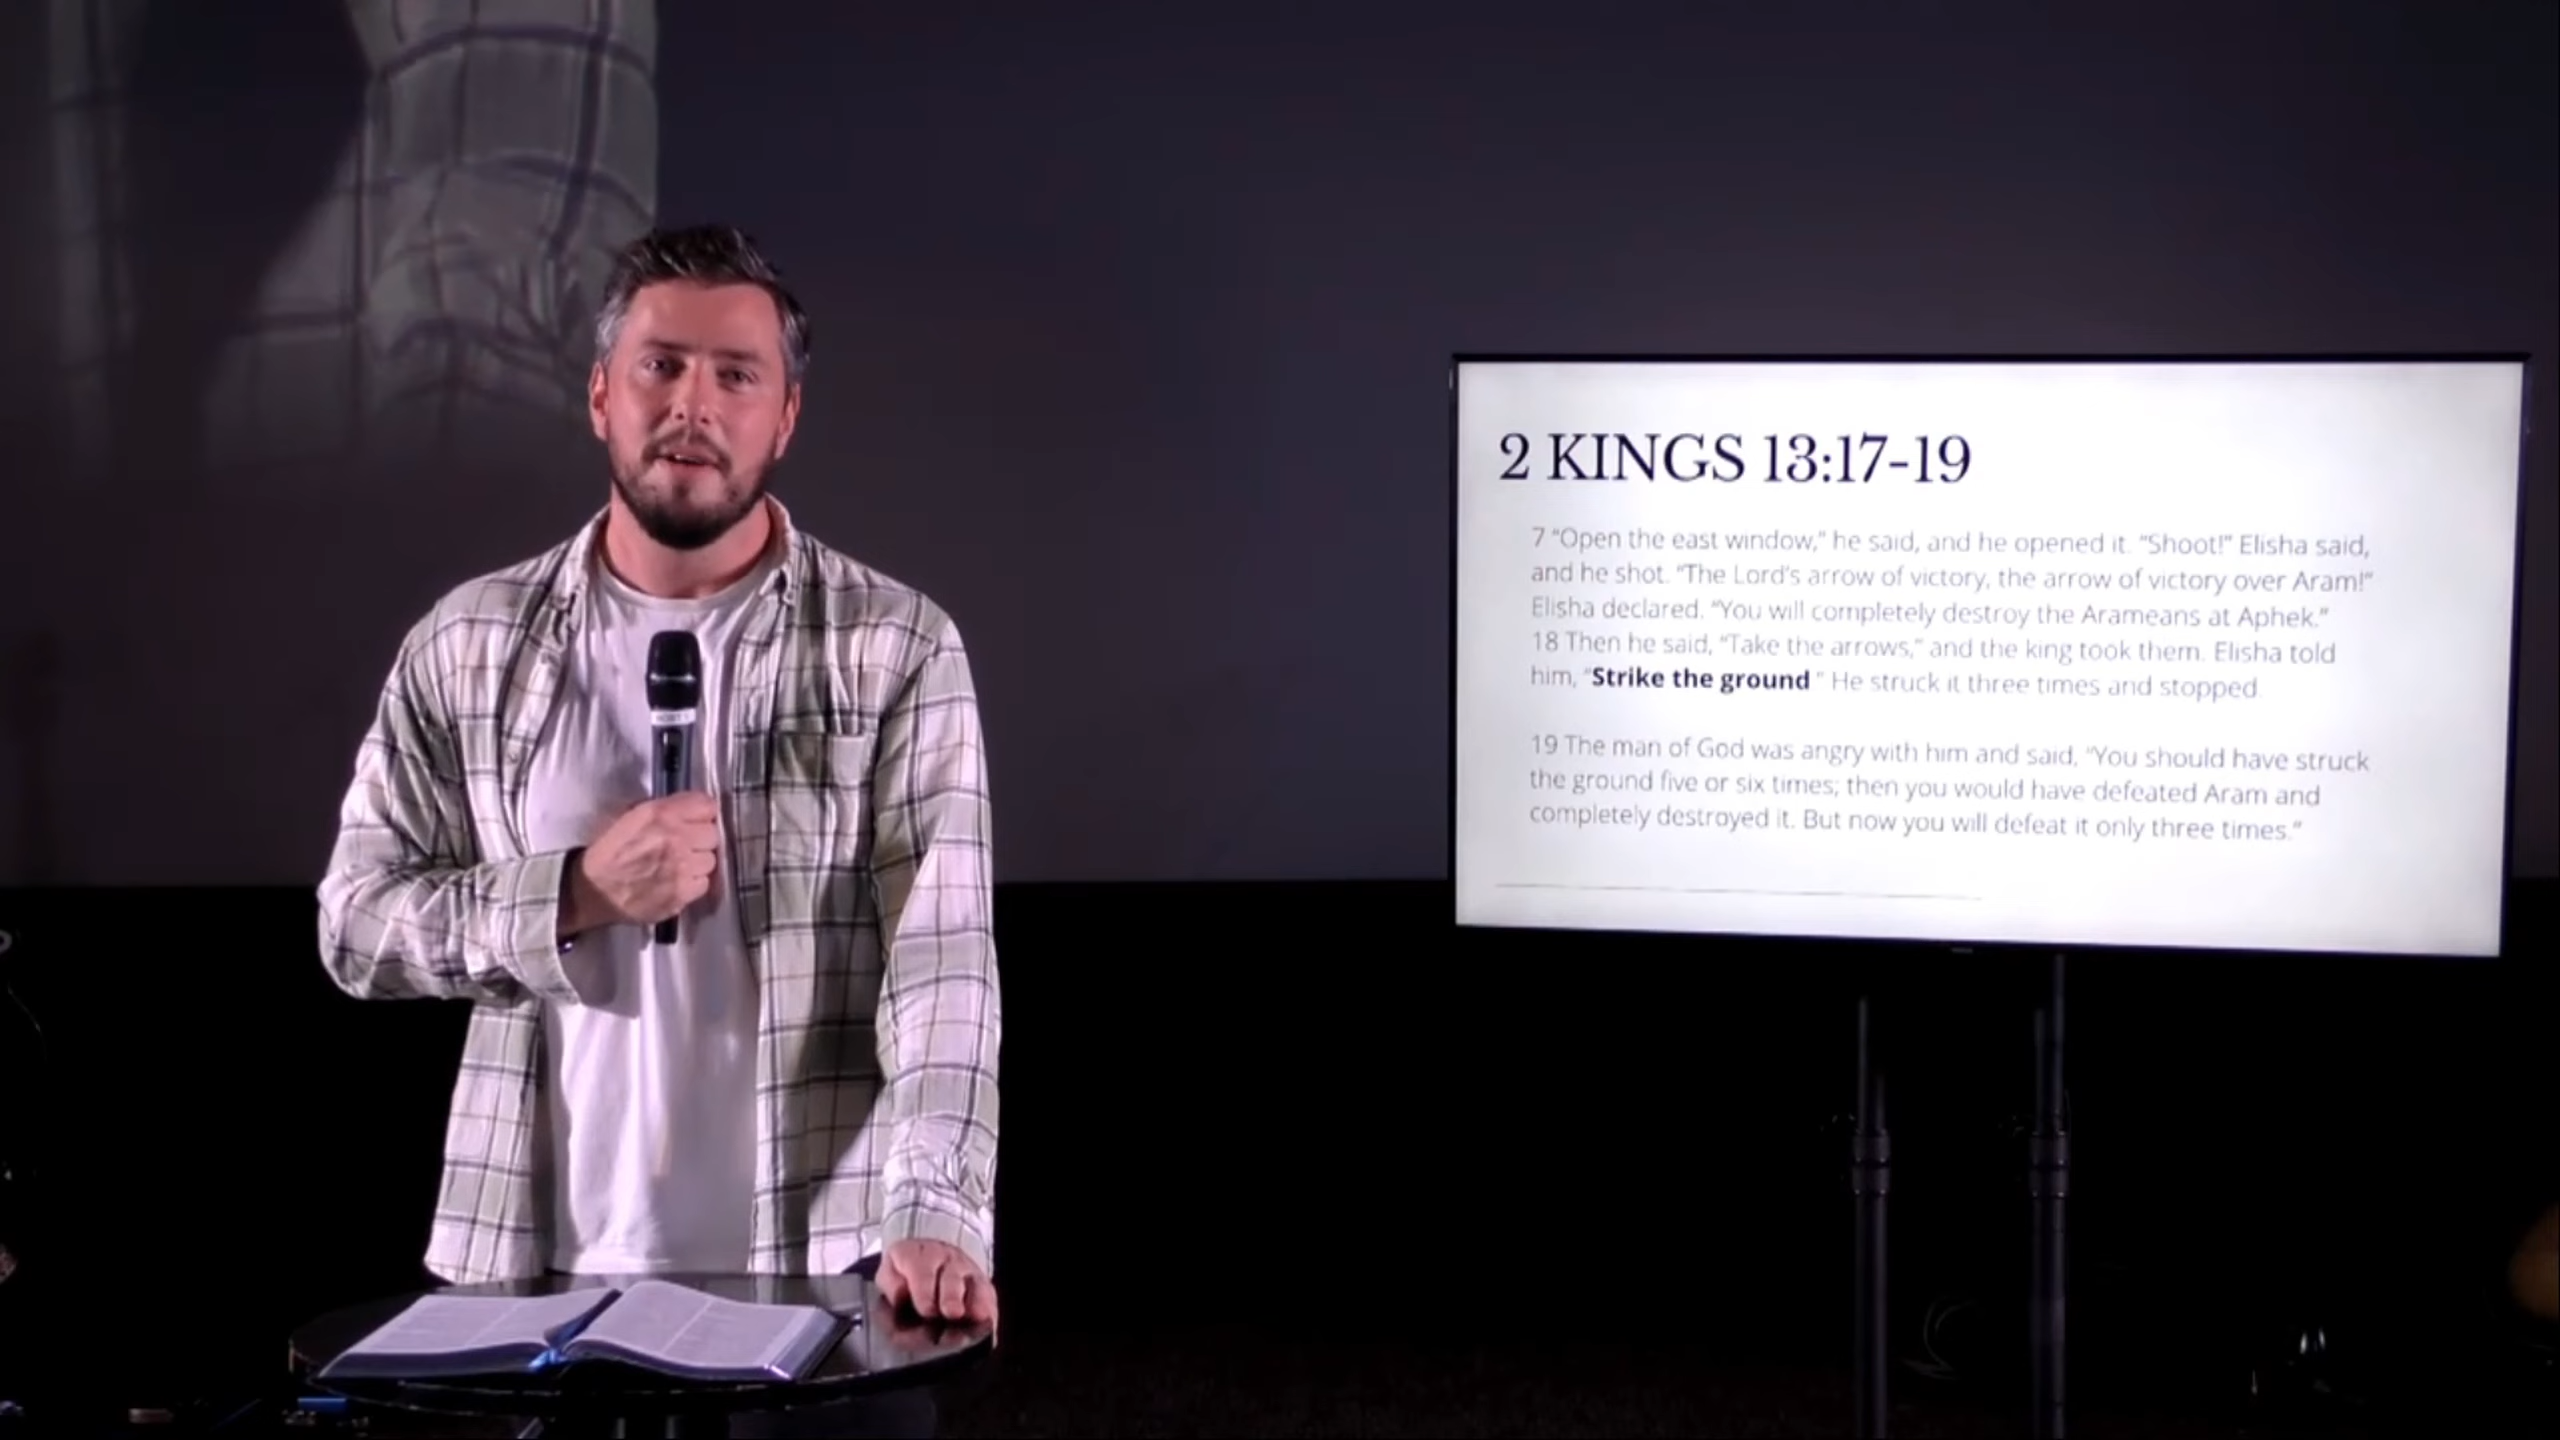 2 KINGS 13:17-19
7 “Open the east window,” he said, and he opened it. “Shoot!” Elisha said,
and he shot. “The Lord’s arrow of victory, the arrow of victory over Aram!”
Elisha declared. “You will completely destroy the Arameans at Aphek.”
18 Then he said, “Take the arrows,” and the king took them. Elisha told
him, “Strike the ground ” He struck it three times and stopped.
19 The man of God was angry with him and said, “You should have struck
the ground five or six times; then you would have defeated Aram and
completely destroyed it. But now you will defeat it only three times.”